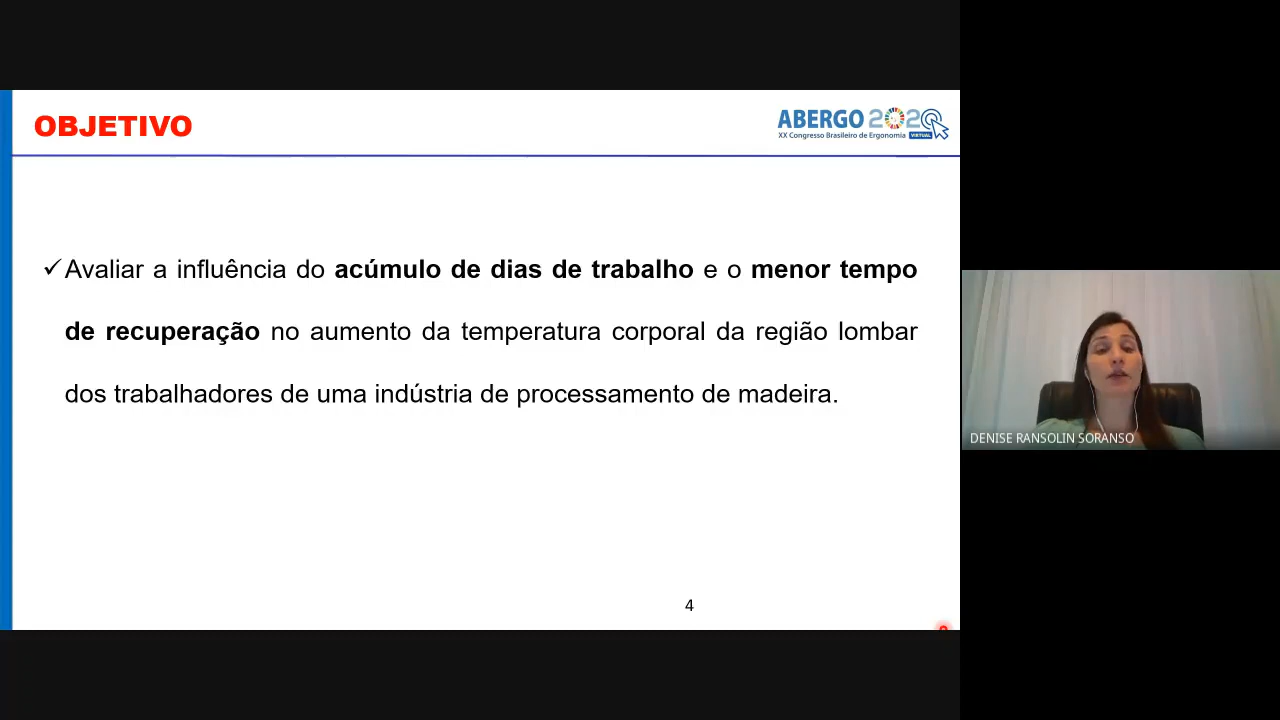 OBJETIVO
ABERGO 2020
XX Congresso Brasileiro de Ergonomia VIRTUAL
✓Avaliar a influência do acúmulo de dias de trabalho e o menor tempo
de recuperação no aumento da temperatura corporal da região lombar
dos trabalhadores de uma indústria de processamento de madeira.
DENISE RANSOLIN SORANSO
4